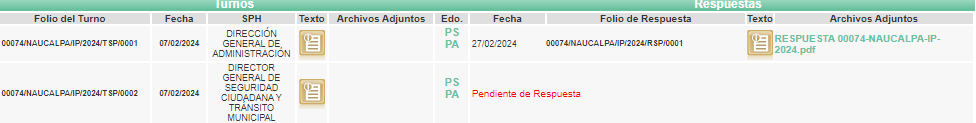 Turnos Respuestas
Folio del Turno Fecha SPH Texto Archivos Adjuntos Edo. Fecha Folio de Respuesta Texto Archivos Adjuntos
00074/NAUCALPA/IP/2024/TSP/0001 07/02/2024
DIRECCIÓN
GENERAL DE
ADMINISTRACIÓN
PS
PA
27/02/2024 00074/NAUCALPA/IP/2024/RSP/0001
RESPUESTA 00074-NAUCALPA-IP-
2024.pdf
00074/NAUCALPA/IP/2024/TSP/0002 07/02/2024
DIRECTOR
GENERAL DE
SEGURIDAD
CIUDADANA Y
TRÁNSITO
MUNICIPAL
PS
PA
Pendiente de Respuesta